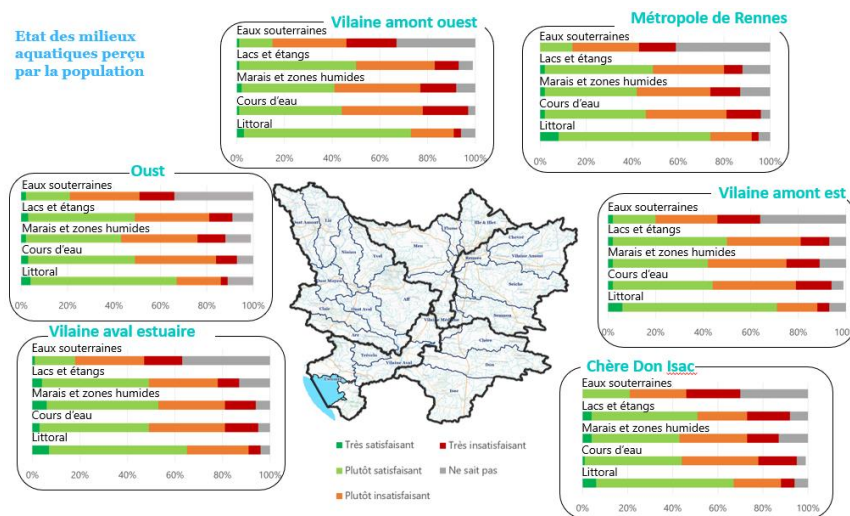 Etat des milieux
aquatiques perçu
par la population
Vilaine amont ouest
Eaux souterraines
Lacs et étangs
Marais et zones humides
Cours d'eau
Littoral
0% 20% 40% 60% 80% 100%
Métropole de Rennes
Eaux souterraines
Lacs et étangs
Marais et zones humides
Cours d'eau
Littoral
0% 20% 40% 60% 80% 100%
Oust
Eaux souterraines
Lacs et étangs
Marais et zones humides
Cours d'eau
Littoral
0% 20% 40% 60% 80% 100%
Vilaine amont est
Eaux souterraines
Lacs et étangs
Marais et zones humides
Cours d'eau
Littoral
0% 20% 40% 60% 80% 100%
Vilaine aval estuaire
Eaux souterraines
Lacs et étangs
Marais et zones humides
Cours d'eau
Littoral
0% 20% 40% 60% 80% 100%
Chère Don Isac
Eaux souterraines
Lacs et étangs
Marais et zones humides
Cours d'eau
Littoral
0% 20% 40% 60% 80% 100%
Très satisfaisant
Très insatisfaisant
Plutôt satisfaisant
Ne sait pas
Plutôt insatisfaisant